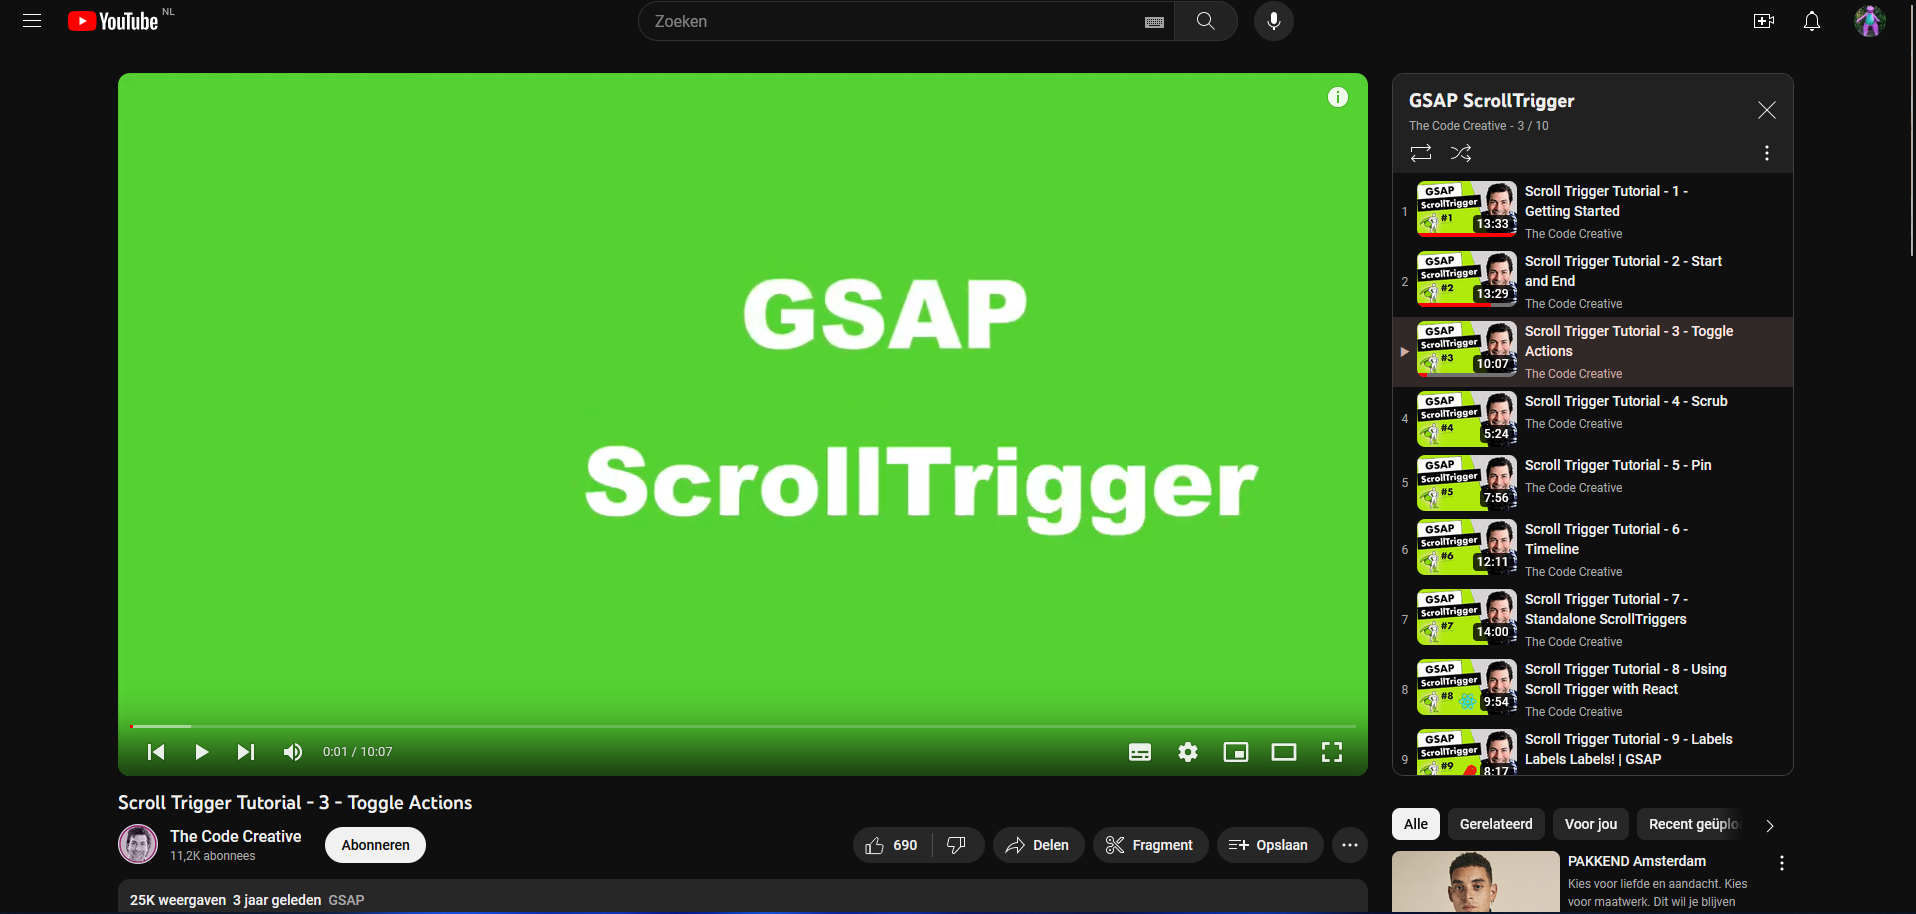 YouTube NL
Zoeken
GSAP
ScrollTrigger
0:01 / 10:07
Scroll Trigger Tutorial - 3 - Toggle Actions
The Code Creative
11,2K abonnees
Abonneren
690
Delen
Fragment
Opslaan
25K weergaven 3 jaar geleden GSAP
GSAP ScrollTrigger
The Code Creative - 3 / 10
1
GSAP
ScrollTrigger
#1
13:33
Scroll Trigger Tutorial - 1 -
Getting Started
The Code Creative
2
GSAP
ScrollTrigger
#2
13:29
Scroll Trigger Tutorial - 2 - Start
and End
The Code Creative
GSAP
ScrollTrigger
#3
10:07
Scroll Trigger Tutorial - 3 - Toggle
Actions
The Code Creative
4
GSAP
ScrollTrigger
#4
5:24
Scroll Trigger Tutorial - 4 - Scrub
The Code Creative
5
GSAP
ScrollTrigger
#5
7:56
Scroll Trigger Tutorial - 5 - Pin
The Code Creative
6
GSAP
ScrollTrigger
#6
12:11
Scroll Trigger Tutorial - 6 -
Timeline
The Code Creative
7
GSAP
ScrollTrigger
#7
14:00
Scroll Trigger Tutorial - 7 -
Standalone ScrollTriggers
The Code Creative
8
GSAP
ScrollTrigger
#8
9:54
Scroll Trigger Tutorial - 8 - Using
Scroll Trigger with React
The Code Creative
9
GSAP
ScrollTrigger
#9
8:17
Scroll Trigger Tutorial - 9 - Labels
Labels Labels! | GSAP
Alle
Gerelateerd
Voor jou
Recent geüplo
PAKKEND Amsterdam
Kies voor liefde en aandacht. Kies
voor maatwerk. Dit wil je blijven